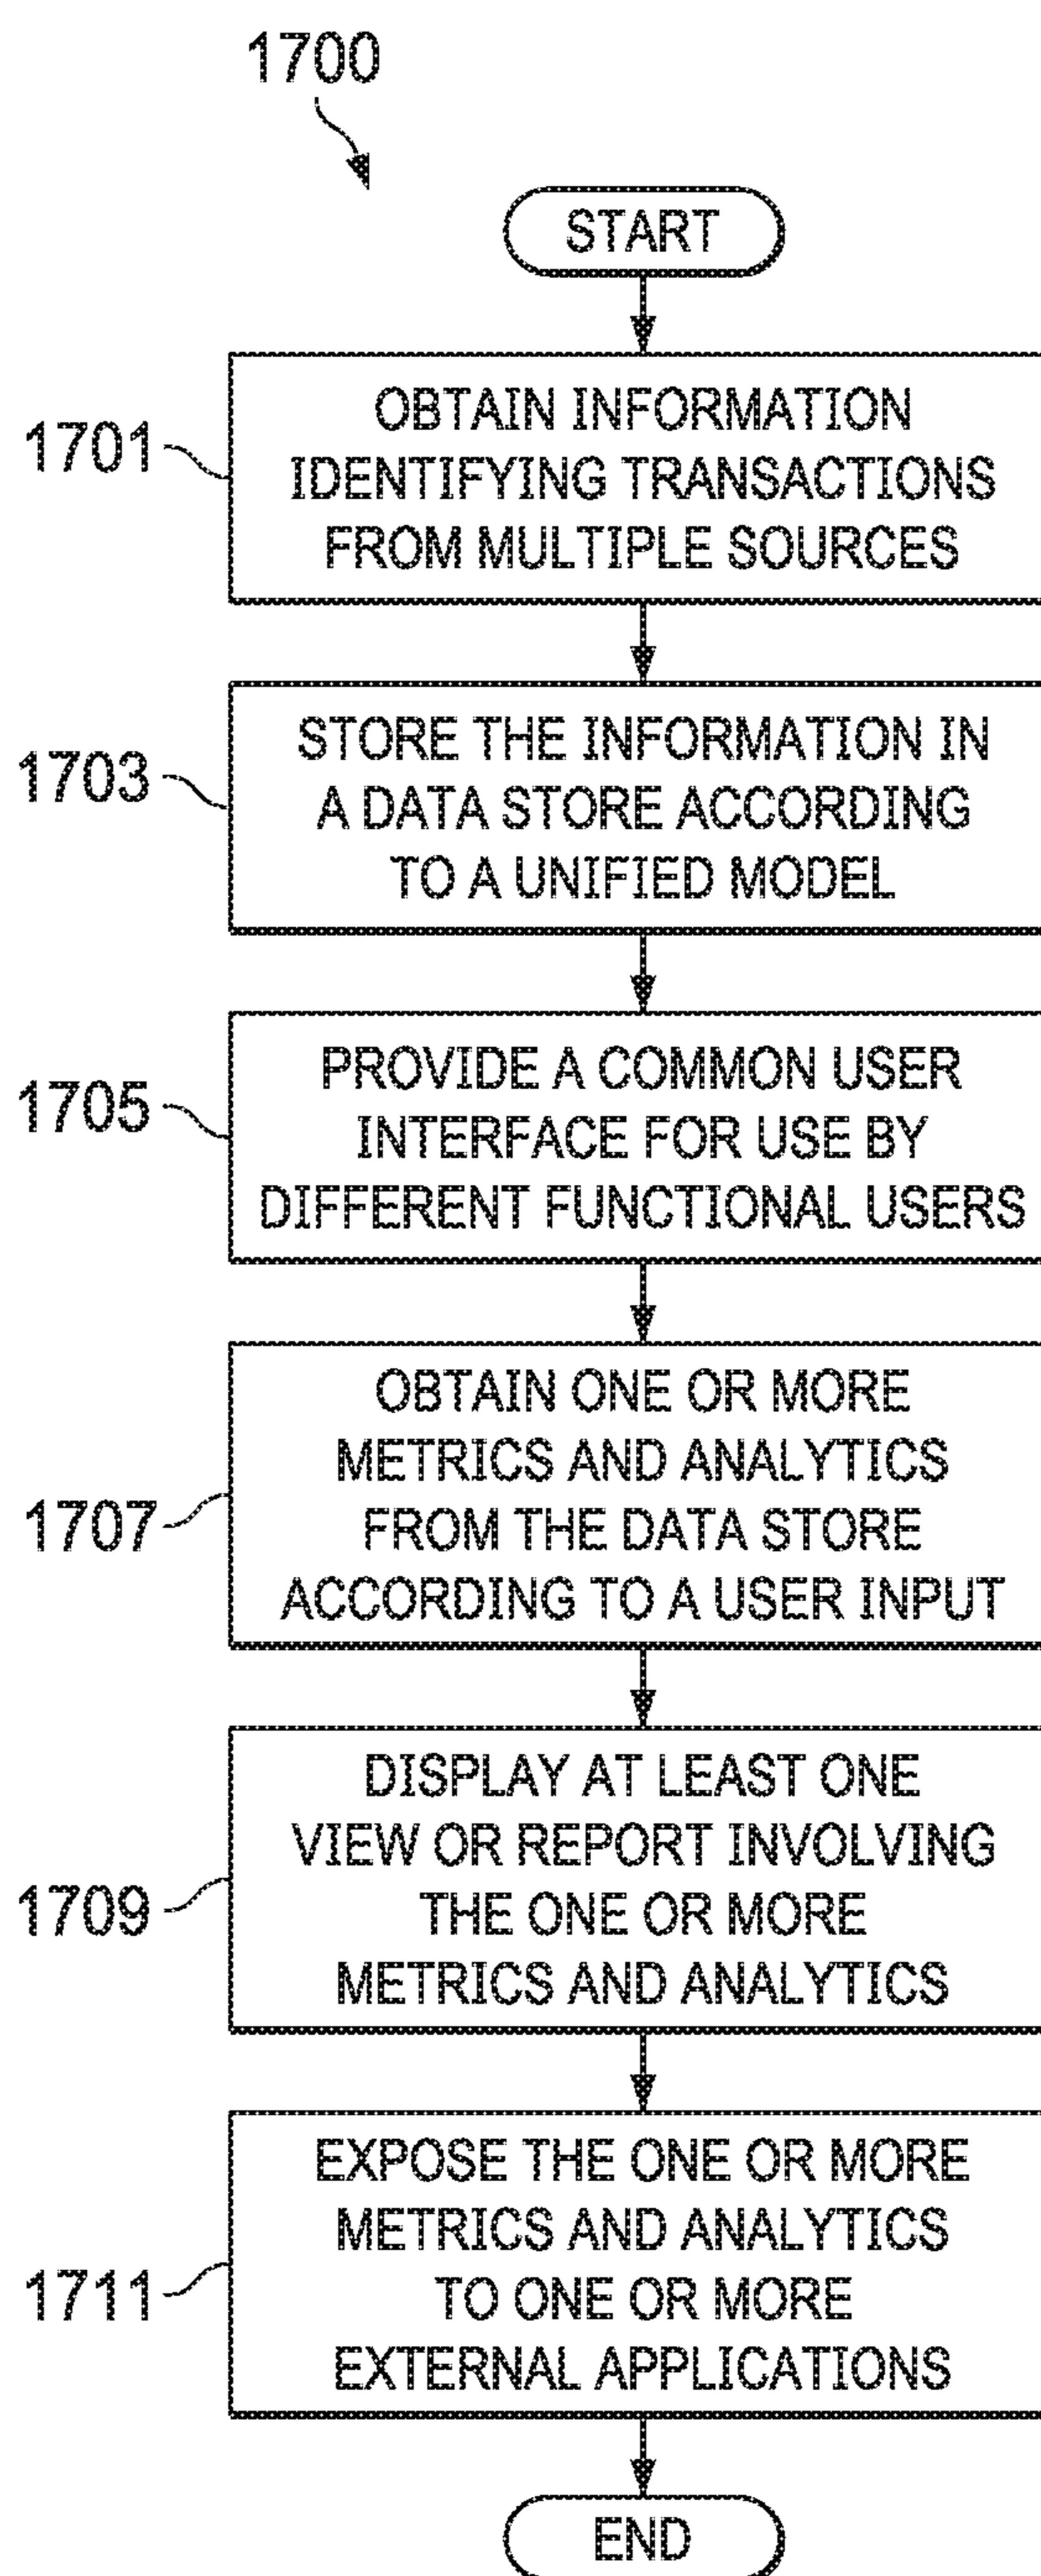 1700
START
1701
OBTAIN INFORMATION
IDENTIFYING TRANSACTIONS
FROM MULTIPLE SOURCES
1703
STORE THE INFORMATION IN
A DATA STORE ACCORDING
TO A UNIFIED MODEL
1705
PROVIDE A COMMON USER
INTERFACE FOR USE BY
DIFFERENT FUNCTIONAL USERS
1707
OBTAIN ONE OR MORE
METRICS AND ANALYTICS
FROM THE DATA STORE
ACCORDING TO A USER INPUT
1709
DISPLAY AT LEAST ONE
VIEW OR REPORT INVOLVING
THE ONE OR MORE
METRICS AND ANALYTICS
1711
EXPOSE THE ONE OR MORE
METRICS AND ANALYTICS
TO ONE OR MORE
EXTERNAL APPLICATIONS
END